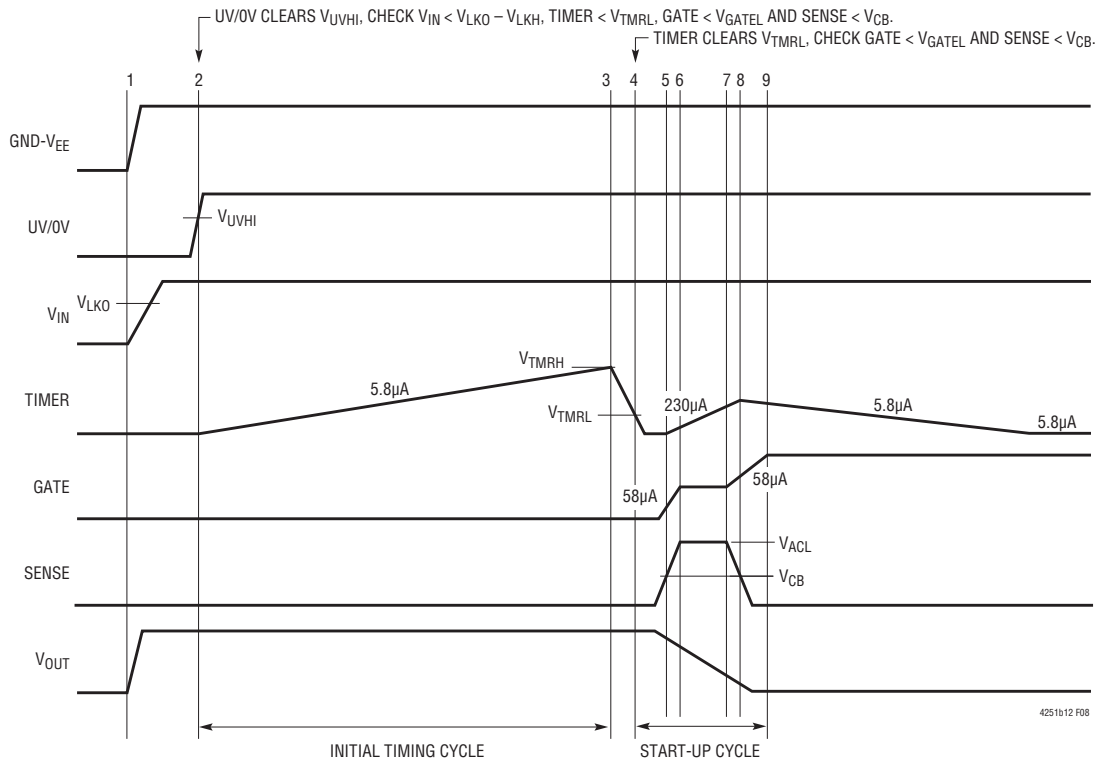 UV/0V CLEARS VUVHI, CHECK VIN < VLKO – VLKH, TIMER < VTMRL, GATE < VGATEL AND SENSE < VCB.
TIMER CLEARS VTMRL, CHECK GATE < VGATEL AND SENSE < VCB.
1 2 3 4 5 6 7 8 9
GND-VEE
UV/0V
VUVHI
VIN
VLKO
TIMER
5.8µA
VTMRH
VTMRL
230µA
5.8µA
5.8µA
GATE
58µA
58µA
SENSE
VACL
VCB
VOUT
4251b12 F08
INITIAL TIMING CYCLE
START-UP CYCLE